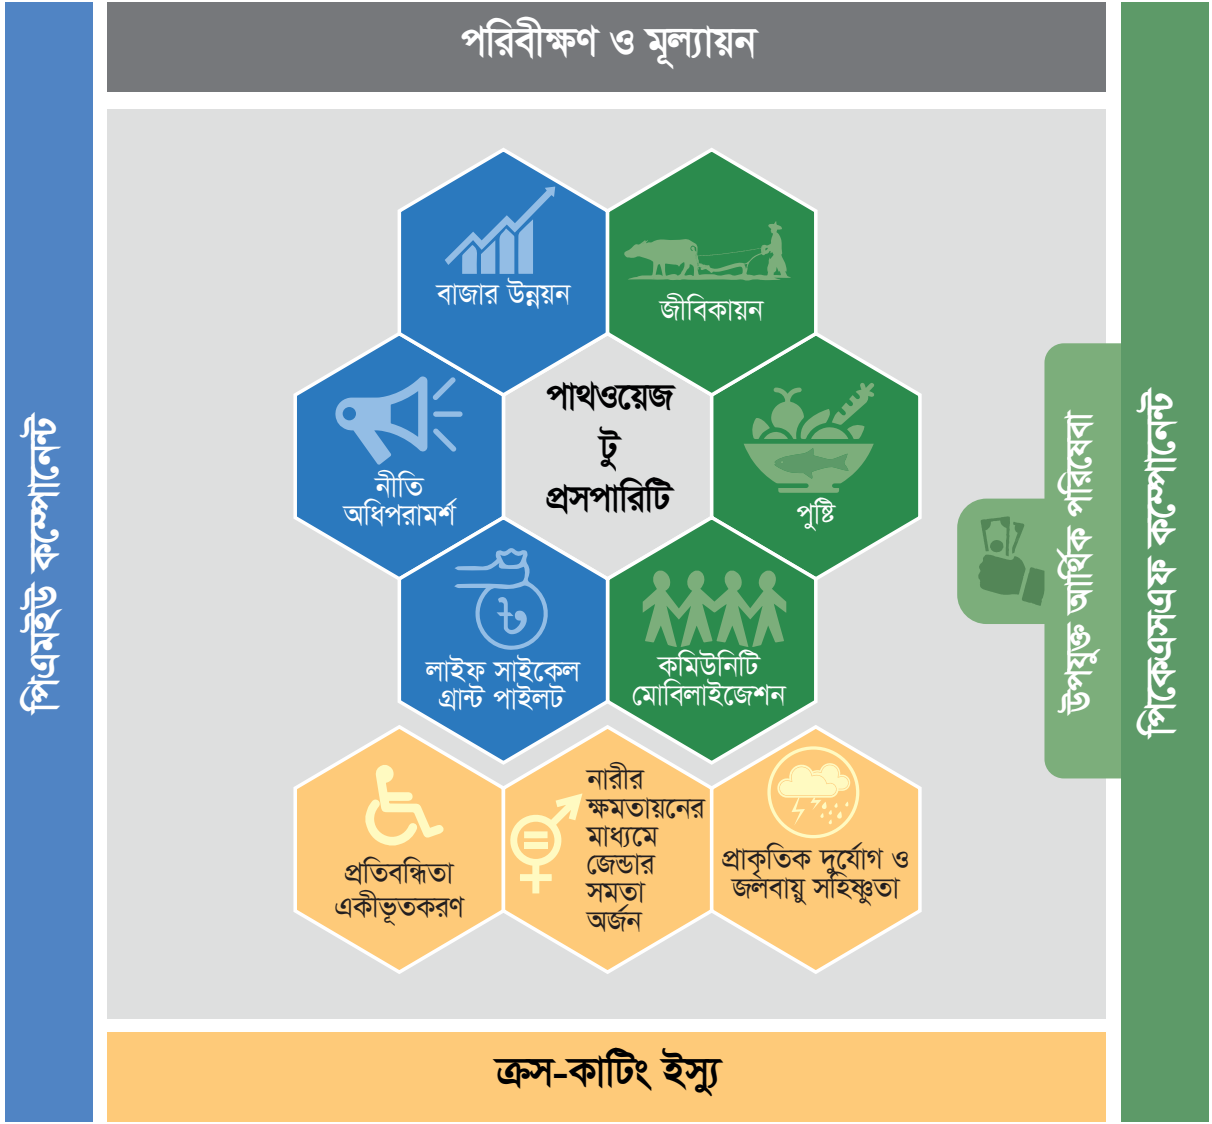 পরিবীক্ষণ ও মূল্যায়ন
পিএমইউ কম্পোনেন্ট
বাজার উন্নয়ন
জীবিকায়ন
নীতি
অধিপরামর্শ
পাথওয়েজ
টু
প্রসপারিটি
পুষ্টি
লাইফ সাইকেল
গ্রান্ট পাইলট
কমিউনিটি
মোবিলাইজেশন
উপযুক্ত আর্থিক পরিষেবা
পিকেএসএফ কম্পোনেন্ট
প্রতিবন্ধিতা
একীভূতকরণ
নারীর
ক্ষমতায়নের
মাধ্যমে
জেন্ডার
সমতা
অর্জন
প্রাকৃতিক দুর্যোগ ও
জলবায়ু সহিষ্ণুতা
ক্রস-কাটিং ইস্যু